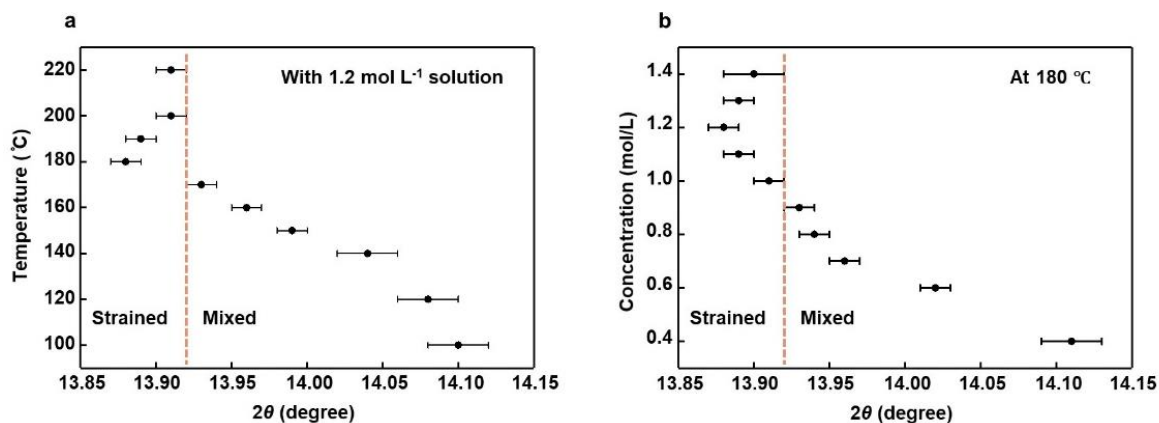 a
With 1.2 mol L⁻¹ solution
Temperature (℃)
220
200
180
160
140
120
100
Strained
Mixed
13.85 13.90 13.95 14.00 14.05 14.10 14.15
2θ (degree)
b
At 180 ℃
Concentration (mol/L)
1.4
1.2
1.0
0.8
0.6
0.4
Strained
Mixed
13.85 13.90 13.95 14.00 14.05 14.10 14.15
2θ (degree)